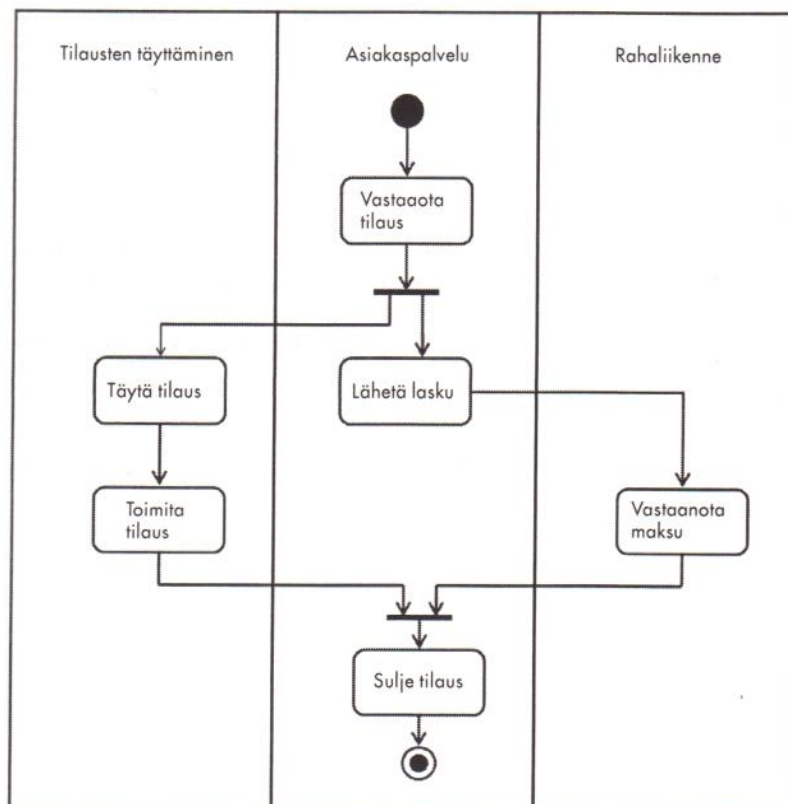 Tilausten täyttäminen
Asiakaspalvelu
Rahaliikenne
Vastaaota
tilaus
Täytä tilaus
Lähetä lasku
Toimita
tilaus
Vastaanota
maksu
Sulje tilaus